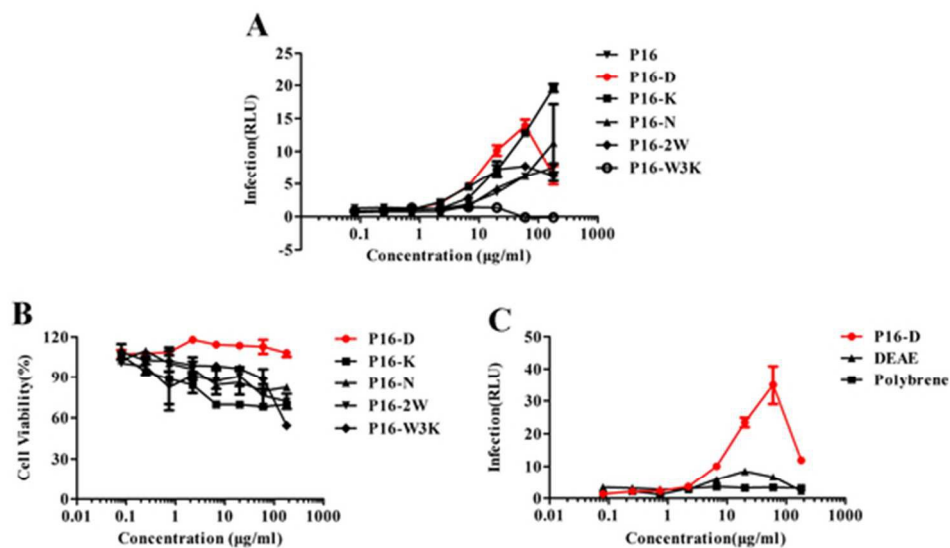 A
Infection(RLU)
25
20
15
10
5
0
-5
0.1 1 10 100 1000
Concentration (µg/ml)
P16
P16-D
P16-K
P16-N
P16-2W
P16-W3K
B
Cell Viability(%)
120
90
60
30
0
0.01 0.1 1 10 100 1000
Concentration (µg/ml)
P16-D
P16-K
P16-N
P16-2W
P16-W3K
C
Infection(RLU)
50
40
30
20
10
0
0.01 0.1 1 10 100 1000
Concentration(µg/ml)
P16-D
DEAE
Polybrene